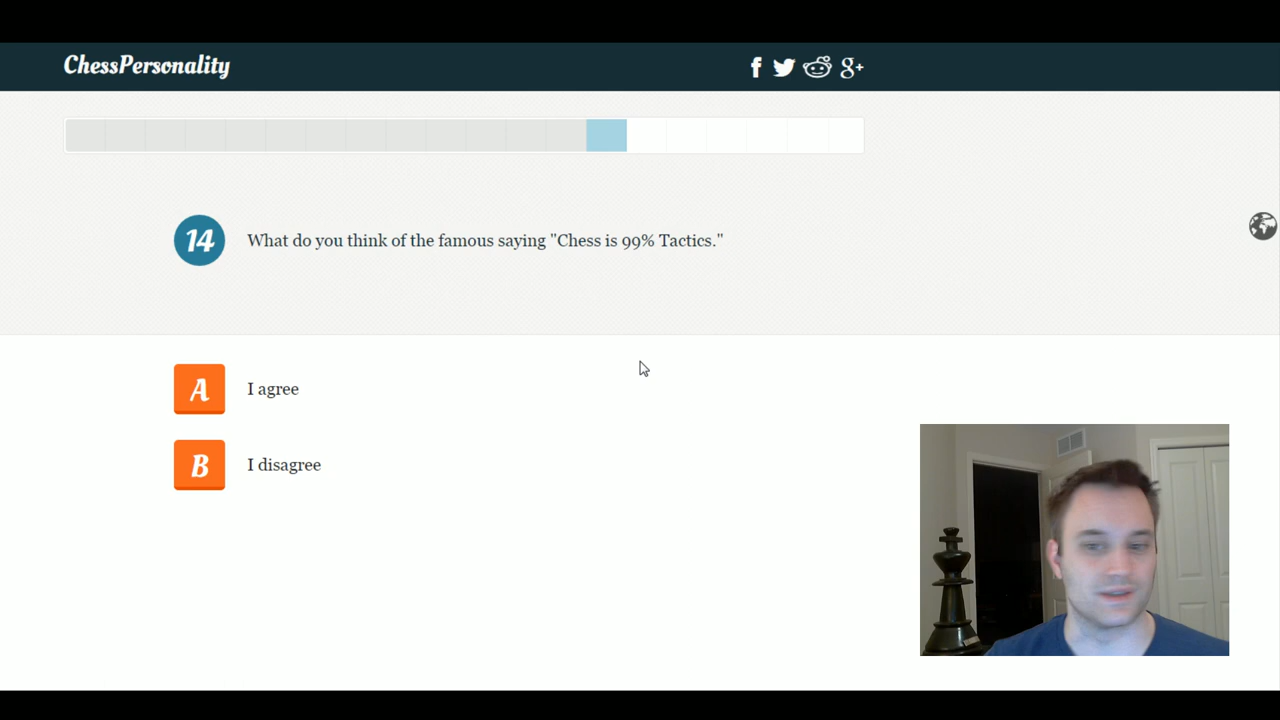 ChessPersonality
14 What do you think of the famous saying "Chess is 99% Tactics."
A I agree
B I disagree